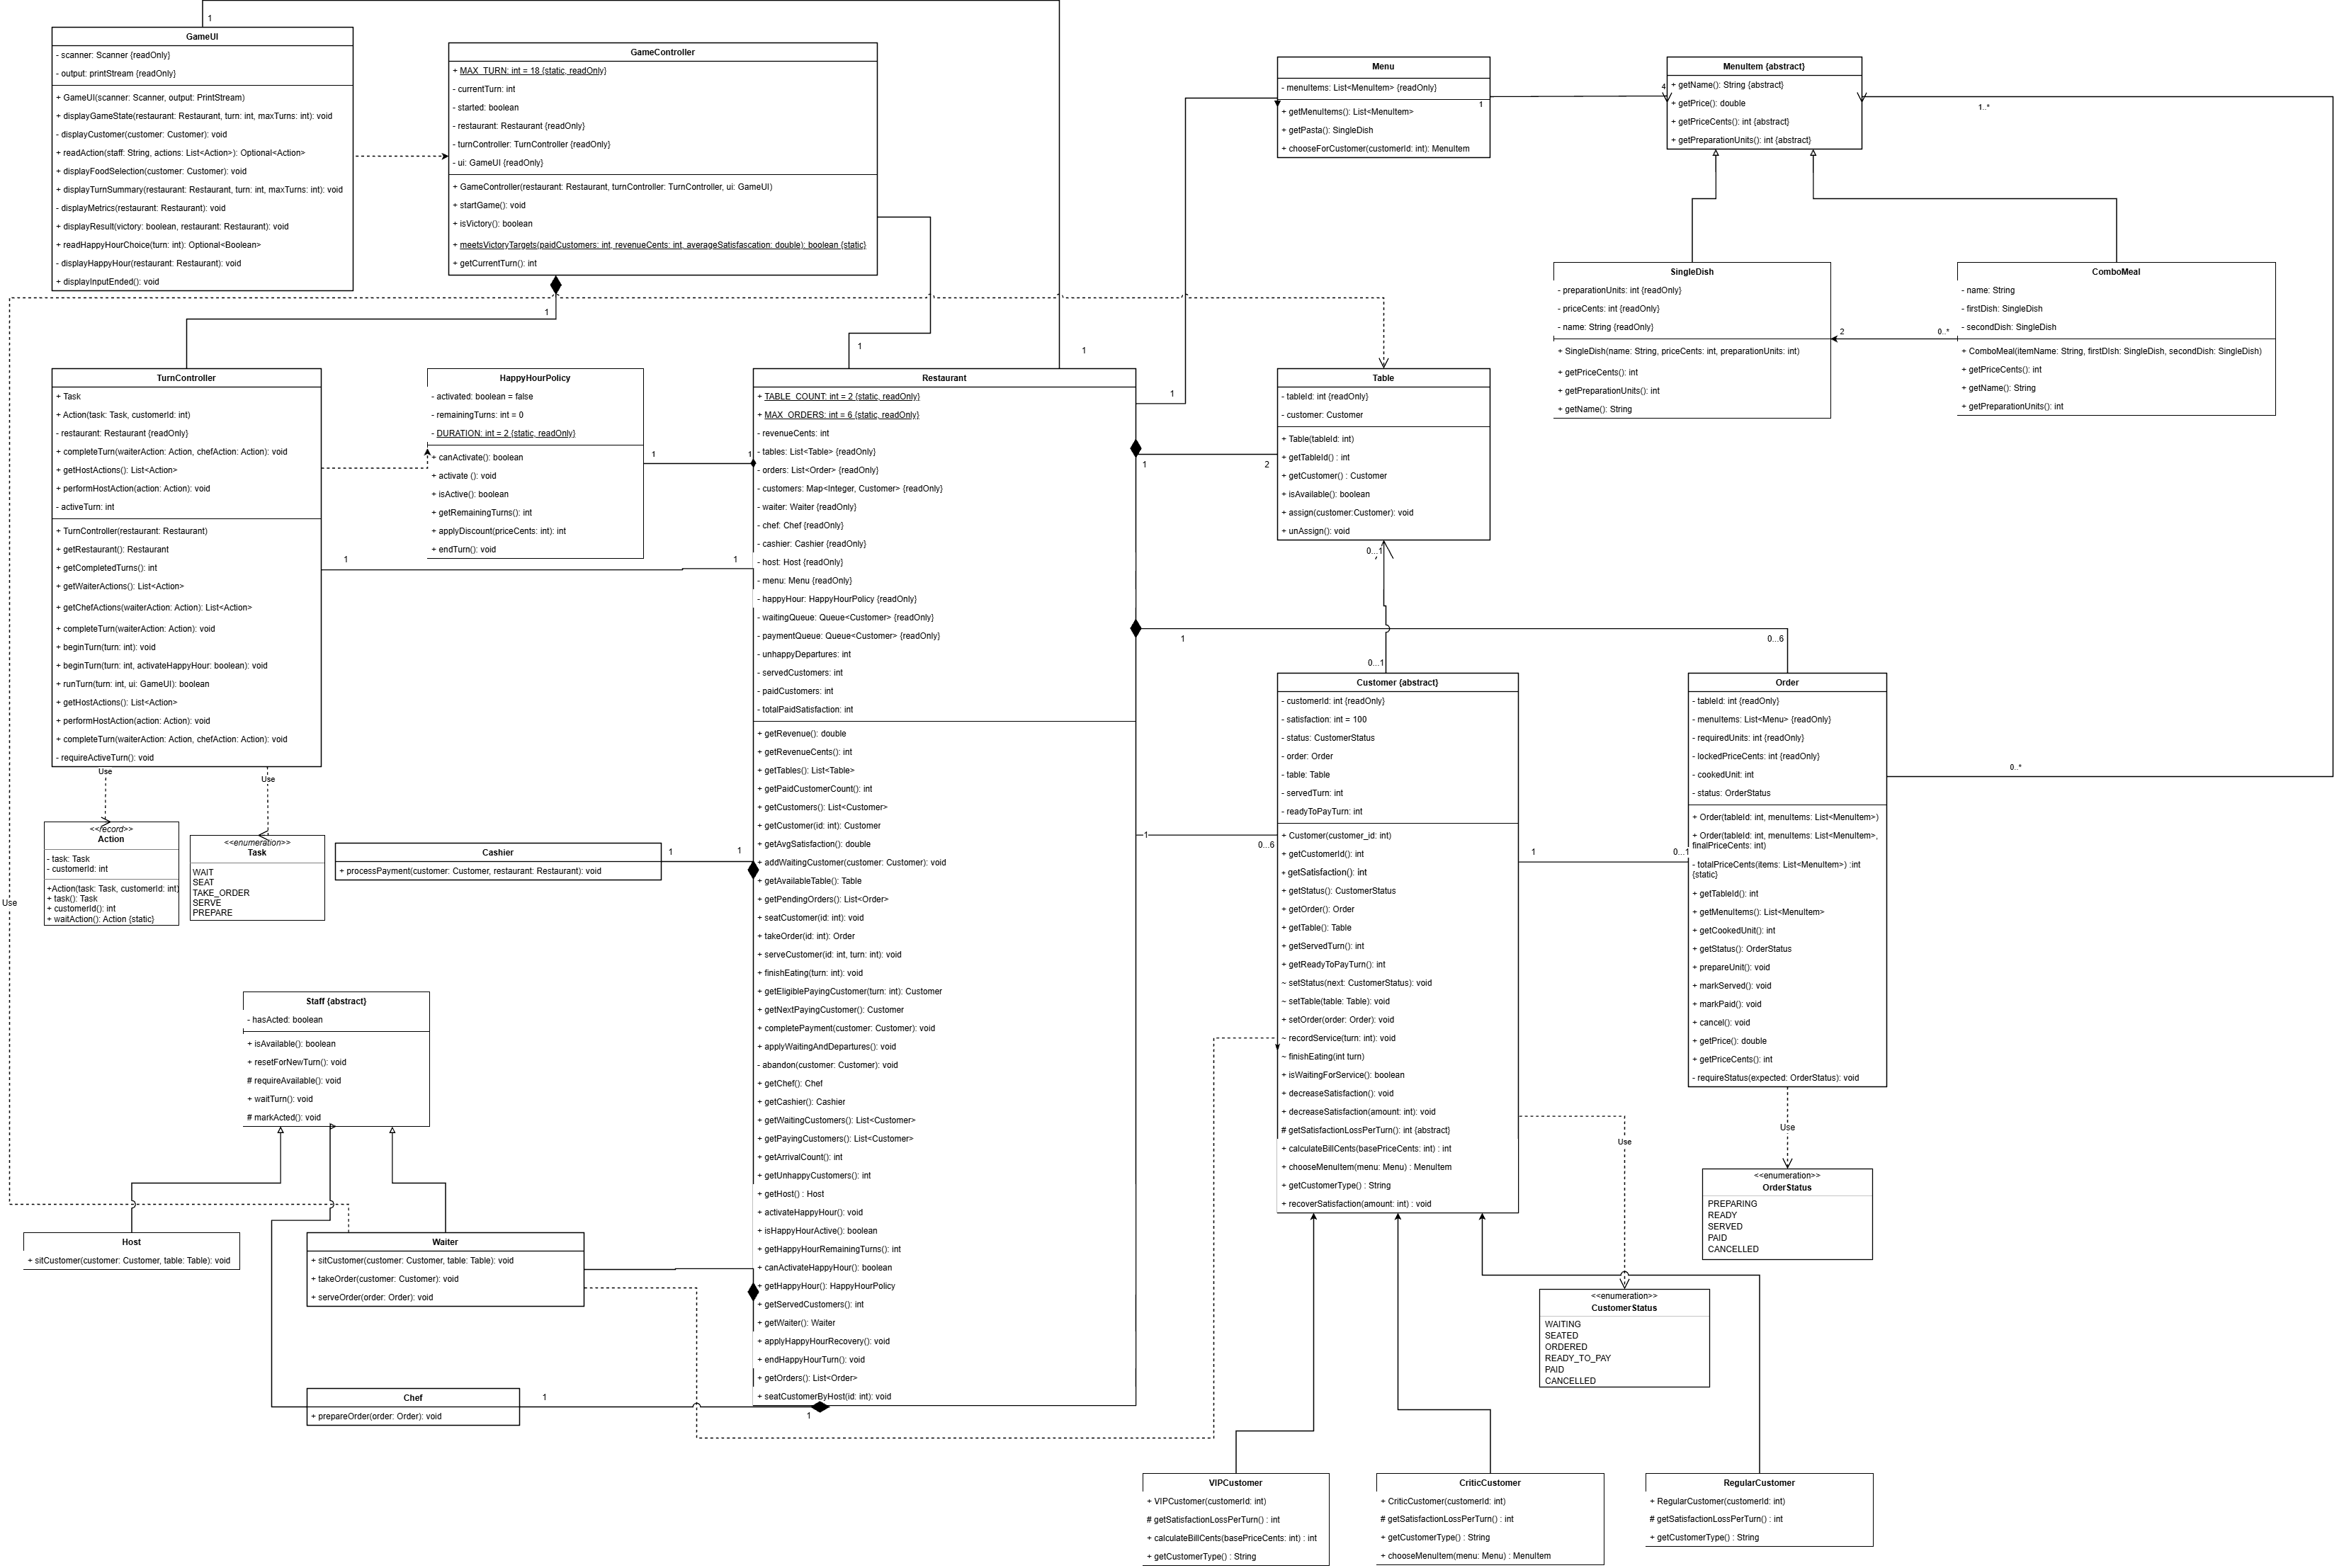 1
GameUI
- scanner: Scanner {readOnly}
- output: printStream {readOnly}
+ GameUI(scanner: Scanner, output: PrintStream)
+ displayGameState(restaurant: Restaurant, turn: int, maxTurns: int): void
- displayCustomer(customer: Customer): void
+ readAction(staff: String, actions: List<Action>): Optional<Action>
+ displayFoodSelection(customer: Customer): void
+ displayTurnSummary(restaurant: Restaurant, turn: int, maxTurns: int): void
- displayMetrics(restaurant: Restaurant): void
+ displayResult(victory: boolean, restaurant: Restaurant): void
+ readHappyHourChoice(turn: int): Optional<Boolean>
- displayHappyHour(restaurant: Restaurant): void
+ displayInputEnded(): void
GameController
+ MAX_TURN: int = 18 {static, readOnly}
- currentTurn: int
- started: boolean
- restaurant: Restaurant {readOnly}
- turnController: TurnController {readOnly}
- ui: GameUI {readOnly}
+ GameController(restaurant: Restaurant, turnController: TurnController, ui: GameUI)
+ startGame(): void
+ isVictory(): boolean
+ meetsVictoryTargets(paidCustomers: int, revenueCents: int, averageSatisfascation: double): boolean {static}
+ getCurrentTurn(): int
1
1
1
Menu
- menuItems: List<MenuItem> {readOnly}
+ getMenuItems(): List<MenuItem>
+ getPasta(): SingleDish
+ chooseForCustomer(customerId: int): MenuItem
1
4
MenuItem {abstract}
+ getName(): String {abstract}
+ getPrice(): double
+ getPriceCents(): int {abstract}
+ getPreparationUnits(): int {abstract}
1..*
SingleDish
- preparationUnits: int {readOnly}
- priceCents: int {readOnly}
- name: String {readOnly}
+ SingleDish(name: String, priceCents: int, preparationUnits: int)
+ getPriceCents(): int
+ getPreparationUnits(): int
+ getName(): String
2
0..*
ComboMeal
- name: String
- firstDish: SingleDish
- secondDish: SingleDish
+ ComboMeal(itemName: String, firstDIsh: SingleDish, secondDish: SingleDish)
+ getPriceCents(): int
+ getName(): String
+ getPreparationUnits(): int
TurnController
+ Task
+ Action(task: Task, customerId: int)
- restaurant: Restaurant {readOnly}
+ completeTurn(waiterAction: Action, chefAction: Action): void
+ getHostActions(): List<Action>
+ performHostAction(action: Action): void
- activeTurn: int
+ TurnController(restaurant: Restaurant)
+ getRestaurant(): Restaurant
+ getCompletedTurns(): int
+ getWaiterActions(): List<Action>
+ getChefActions(waiterAction: Action): List<Action>
+ completeTurn(waiterAction: Action): void
+ beginTurn(turn: int): void
+ beginTurn(turn: int, activateHappyHour: boolean): void
+ runTurn(turn: int, ui: GameUI): boolean
+ getHostActions(): List<Action>
+ performHostAction(action: Action): void
+ completeTurn(waiterAction: Action, chefAction: Action): void
- requireActiveTurn(): void
HappyHourPolicy
- activated: boolean = false
- remainingTurns: int = 0
- DURATION: int = 2 {static, readOnly}
+ canActivate(): boolean
+ activate (): void
+ isActive(): boolean
+ getRemainingTurns(): int
+ applyDiscount(priceCents: int): int
+ endTurn(): void
1
1
1
1
Restaurant
+ TABLE_COUNT: int = 2 {static, readOnly}
+ MAX_ORDERS: int = 6 {static, readOnly}
- revenueCents: int
- tables: List<Table> {readOnly}
- orders: List<Order> {readOnly}
- customers: Map<Integer, Customer> {readOnly}
- waiter: Waiter {readOnly}
- chef: Chef {readOnly}
- cashier: Cashier {readOnly}
- host: Host {readOnly}
- menu: Menu {readOnly}
- happyHour: HappyHourPolicy {readOnly}
- waitingQueue: Queue<Customer> {readOnly}
- paymentQueue: Queue<Customer> {readOnly}
- unhappyDepartures: int
- servedCustomers: int
- paidCustomers: int
- totalPaidSatisfaction: int
+ getRevenue(): double
+ getRevenueCents(): int
+ getTables(): List<Table>
+ getPaidCustomerCount(): int
+ getCustomers(): List<Customer>
+ getCustomer(id: int): Customer
+ getAvgSatisfaction(): double
+ addWaitingCustomer(customer: Customer): void
+ getAvailableTable(): Table
+ getPendingOrders(): List<Order>
+ seatCustomer(id: int): void
+ takeOrder(id: int): Order
+ serveCustomer(id: int, turn: int): void
+ finishEating(turn: int): void
+ getEligiblePayingCustomer(turn: int): Customer
+ getNextPayingCustomer(): Customer
+ completePayment(customer: Customer): void
+ applyWaitingAndDepartures(): void
- abandon(customer: Customer): void
+ getChef(): Chef
+ getCashier(): Cashier
+ getWaitingCustomers(): List<Customer>
+ getPayingCustomers(): List<Customer>
+ getArrivalCount(): int
+ getUnhappyCustomers(): int
+ getHost() : Host
+ activateHappyHour(): void
+ isHappyHourActive(): boolean
+ getHappyHourRemainingTurns(): int
+ canActivateHappyHour(): boolean
+ getHappyHour(): HappyHourPolicy
+ getServedCustomers(): int
+ getWaiter(): Waiter
+ applyHappyHourRecovery(): void
+ endHappyHourTurn(): void
+ getOrders(): List<Order>
+ seatCustomerByHost(id: int): void
1
1
2
Table
- tableId: int {readOnly}
- customer: Customer
+ Table(tableId: int)
+ getTableId() : int
+ getCustomer() : Customer
+ isAvailable(): boolean
+ assign(customer:Customer): void
+ unAssign(): void
0...1
0...1
1
0...6
Customer {abstract}
- customerId: int {readOnly}
- satisfaction: int = 100
- status: CustomerStatus
- order: Order
- table: Table
- servedTurn: int
- readyToPayTurn: int
+ Customer(customer_id: int)
+ getCustomerId(): int
+ getSatisfaction(): int
+ getStatus(): CustomerStatus
+ getOrder(): Order
+ getTable(): Table
+ getServedTurn(): int
+ getReadyToPayTurn(): int
~ setStatus(next: CustomerStatus): void
~ setTable(table: Table): void
+ setOrder(order: Order): void
~ recordService(turn: int): void
~ finishEating(int turn)
+ isWaitingForService(): boolean
+ decreaseSatisfaction(): void
+ decreaseSatisfaction(amount: int): void
# getSatisfactionLossPerTurn(): int {abstract}
+ calculateBillCents(basePriceCents: int) : int
+ chooseMenuItem(menu: Menu) : MenuItem
+ getCustomerType() : String
+ recoverSatisfaction(amount: int) : void
1
0...6
1
0...1
Order
- tableId: int {readOnly}
- menuItems: List<Menu> {readOnly}
- requiredUnits: int {readOnly}
- lockedPriceCents: int {readOnly}
- cookedUnit: int
- status: OrderStatus
+ Order(tableId: int, menuItems: List<MenuItem>)
+ Order(tableId: int, menuItems: List<MenuItem>,
finalPriceCents: int)
- totalPriceCents(items: List<MenuItem>) :int
{static}
+ getTableId(): int
+ getMenuItems(): List<MenuItem>
+ getCookedUnit(): int
+ getStatus(): OrderStatus
+ prepareUnit(): void
+ markServed(): void
+ markPaid(): void
+ cancel(): void
+ getPrice(): double
+ getPriceCents(): int
- requireStatus(expected: OrderStatus): void
0..*
Use
Use
<<record>>
Action
- task: Task
- customerId: int
+Action(task: Task, customerId: int)
+ task(): Task
+ customerId(): int
+ waitAction(): Action {static}
<<enumeration>>
Task
WAIT
SEAT
TAKE_ORDER
SERVE
PREPARE
Cashier
+ processPayment(customer: Customer, restaurant: Restaurant): void
1
1
Use
Staff {abstract}
- hasActed: boolean
+ isAvailable(): boolean
+ resetForNewTurn(): void
# requireAvailable(): void
+ waitTurn(): void
# markActed(): void
Host
+ sitCustomer(customer: Customer, table: Table): void
Waiter
+ sitCustomer(customer: Customer, table: Table): void
+ takeOrder(customer: Customer): void
+ serveOrder(order: Order): void
Chef
+ prepareOrder(order: Order): void
1
1
Use
<<enumeration>>
OrderStatus
PREPARING
READY
SERVED
PAID
CANCELLED
Use
<<enumeration>>
CustomerStatus
WAITING
SEATED
ORDERED
READY_TO_PAY
PAID
CANCELLED
VIPCustomer
+ VIPCustomer(customerId: int)
# getSatisfactionLossPerTurn() : int
+ calculateBillCents(basePriceCents: int) : int
+ getCustomerType() : String
CriticCustomer
+ CriticCustomer(customerId: int)
# getSatisfactionLossPerTurn() : int
+ getCustomerType() : String
+ chooseMenuItem(menu: Menu) : MenuItem
RegularCustomer
+ RegularCustomer(customerId: int)
# getSatisfactionLossPerTurn() : int
+ getCustomerType() : String